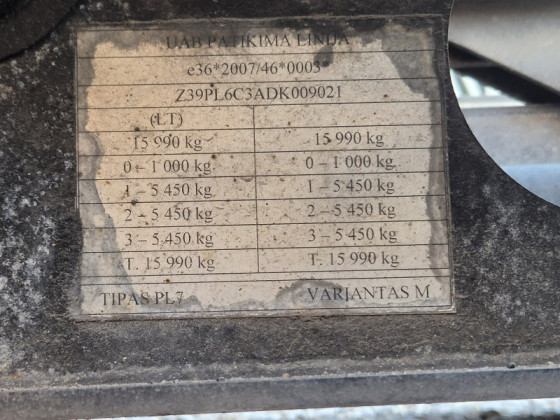 UAB PATIKIMA LINIJA
e36*2007/46*0003*
Z39PL6C3ADK009021
(LT)
15 990 kg 15 990 kg
0 – 1 000 kg 0 – 1 000 kg
1 – 5 450 kg 1 – 5 450 kg
2 – 5 450 kg 2 – 5 450 kg
3 – 5 450 kg 3 – 5 450 kg
T. 15 990 kg T. 15 990 kg
TIPAS PL7 VARIANTAS M